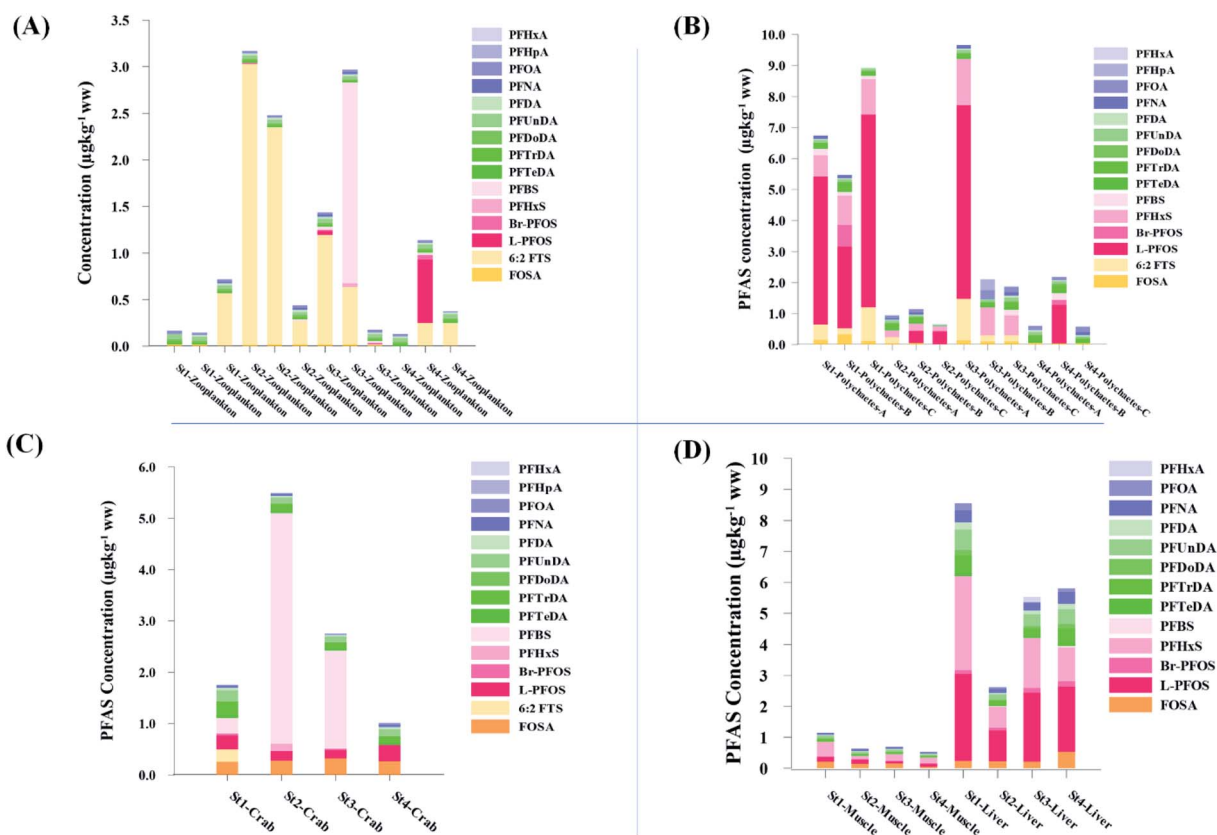 (A)
Concentration (µgkg⁻¹ ww)
3.5
3.0
2.5
2.0
1.5
1.0
0.5
0.0
St1-Zooplankton
St1-Zooplankton
St1-Zooplankton
St2-Zooplankton
St2-Zooplankton
St2-Zooplankton
St3-Zooplankton
St3-Zooplankton
St3-Zooplankton
St4-Zooplankton
St4-Zooplankton
St4-Zooplankton
PFHxA
PFHpA
PFOA
PFNA
PFDA
PFUnDA
PFDoDA
PFTrDA
PFTeDA
PFBS
PFHxS
Br-PFOS
L-PFOS
6:2 FTS
FOSA
(B)
PFAS concentration (µgkg⁻¹ ww)
10.0
9.0
8.0
7.0
6.0
5.0
4.0
3.0
2.0
1.0
0.0
St1-Polychaetes-A
St1-Polychaetes-B
St1-Polychaetes-C
St2-Polychaetes-A
St2-Polychaetes-B
St2-Polychaetes-C
St3-Polychaetes-A
St3-Polychaetes-B
St3-Polychaetes-C
St4-Polychaetes-A
St4-Polychaetes-B
St4-Polychaetes-C
PFHxA
PFHpA
PFOA
PFNA
PFDA
PFUnDA
PFDoDA
PFTrDA
PFTeDA
PFBS
PFHxS
Br-PFOS
L-PFOS
6:2 FTS
FOSA
(C)
PFAS Concentration (µgkg⁻¹ ww)
6.0
5.0
4.0
3.0
2.0
1.0
0.0
St1-Crab
St2-Crab
St3-Crab
St4-Crab
PFHxA
PFHpA
PFOA
PFNA
PFDA
PFUnDA
PFDoDA
PFTrDA
PFTeDA
PFBS
PFHxS
Br-PFOS
L-PFOS
6:2 FTS
FOSA
(D)
PFAS Concentration (µgkg⁻¹ ww)
10
9
8
7
6
5
4
3
2
1
0
St1-Muscle
St2-Muscle
St3-Muscle
St4-Muscle
St1-Liver
St2-Liver
St3-Liver
St4-Liver
PFHxA
PFOA
PFNA
PFDA
PFUnDA
PFDoDA
PFTrDA
PFTeDA
PFBS
PFHxS
Br-PFOS
L-PFOS
FOSA